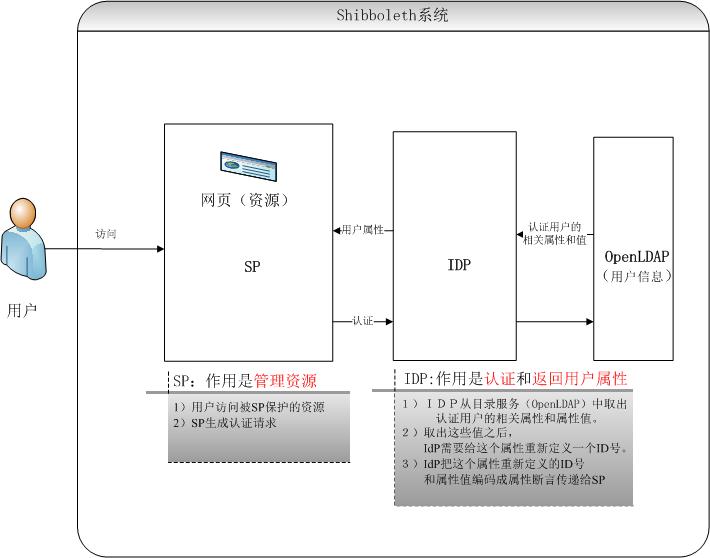 Shibboleth系统
网页（资源）
访问
用户属性
认证用户的
相关属性和值
SP
IDP
OpenLDAP
（用户信息）
用户
认证
SP：作用是管理资源
1）用户访问被SP保护的资源
2）SP生成认证请求
IDP:作用是认证和返回用户属性
１）ＩＤＰ从目录服务（OpenLDAP）中取出
认证用户的相关属性和属性值。
２）取出这些值之后，
IdP需要给这个属性重新定义一个ID号。
３）IdP把这个属性重新定义的ID号
和属性值编码成属性断言传递给SP